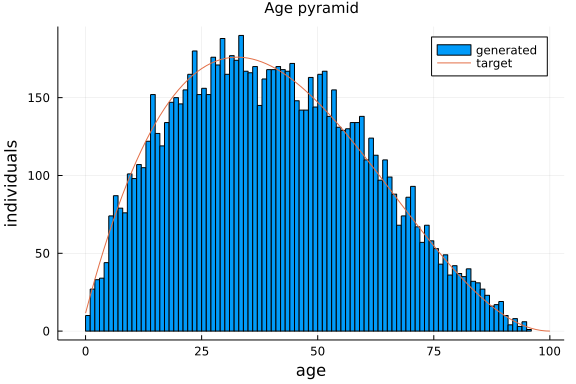 Age pyramid
generated
target
individuals
150
100
50
0
0 25 50 75 100
age